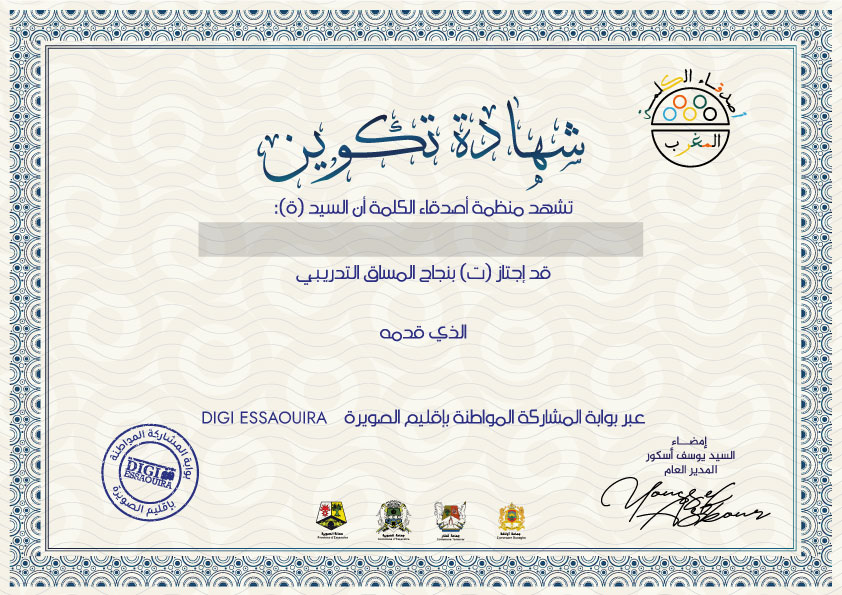 أصدقاء الكلمة
المغرب
شهادة تكوين
تشهد منظمة أصدقاء الكلمة أن السيد (ة):
قد إجتاز (ت) بنجاح المساق التدريبي
الذي قدمه
عبر بوابة المشاركة المواطنة بإقليم الصويرة DIGI ESSAOUIRA
إمضاء
السيد يوسف أسكور
المدير العام
بوابة المشاركة المواطنة
DIGI
ESSAOUIRA
بإقليم الصويرة